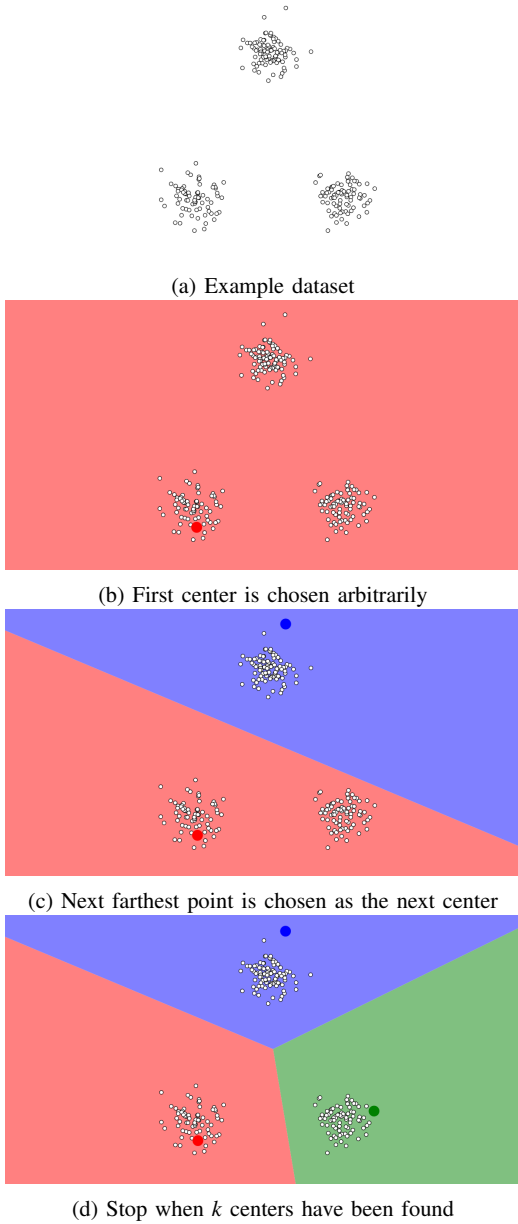 (a) Example dataset
(b) First center is chosen arbitrarily
(c) Next farthest point is chosen as the next center
(d) Stop when k centers have been found